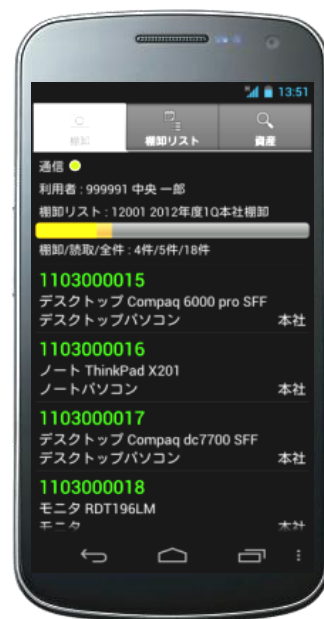 13:51
棚卸 棚卸リスト 資産
通信
利用者 : 999991 中央 一郎
棚卸リスト : 12001 2012年度1Q本社棚卸
棚卸/読取/全件 : 4件/5件/18件
1103000015
デスクトップ Compaq 6000 pro SFF
デスクトップパソコン 本社
1103000016
ノート ThinkPad X201
ノートパソコン 本社
1103000017
デスクトップ Compaq dc7700 SFF
デスクトップパソコン 本社
1103000018
モニタ RDT196LM
モニタ 本社